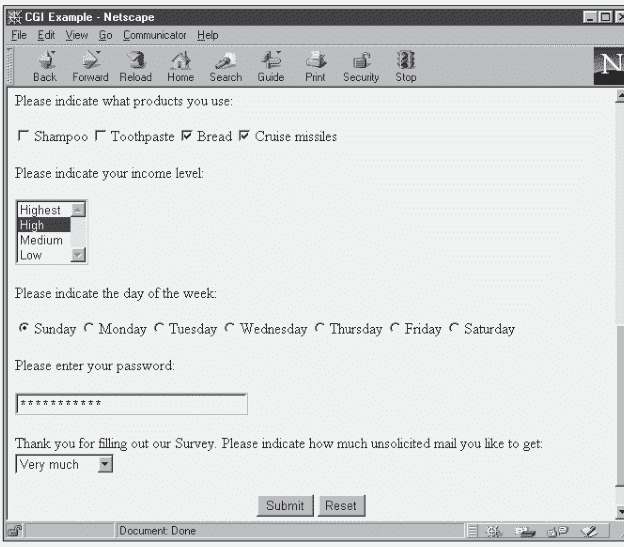 CGI Example - Netscape
File Edit View Go Communicator Help
Back Forward Reload Home Search Guide Print Security Stop
N
Please indicate what products you use:
Shampoo Toothpaste Bread Cruise missiles
Please indicate your income level:
Highest
High
Medium
Low
Please indicate the day of the week:
Sunday Monday Tuesday Wednesday Thursday Friday Saturday
Please enter your password:
***********
Thank you for filling out our Survey. Please indicate how much unsolicited mail you like to get:
Very much
Submit Reset
Document: Done